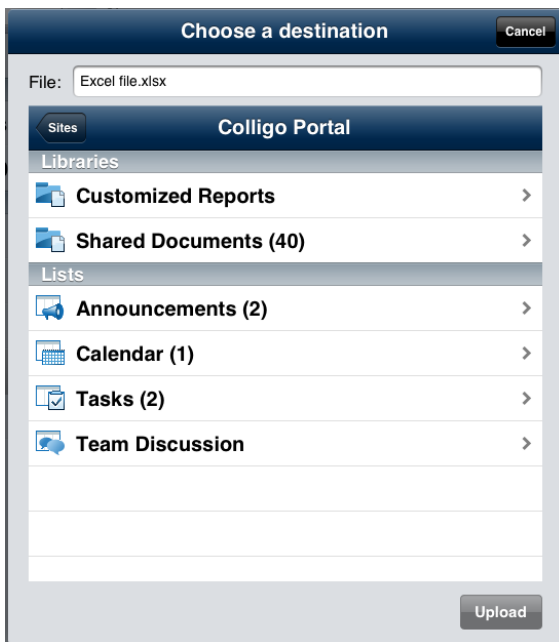 Choose a destination
Cancel
File: Excel file.xlsx
Sites
Colligo Portal
Libraries
Customized Reports
Shared Documents (40)
Lists
Announcements (2)
Calendar (1)
Tasks (2)
Team Discussion
Upload